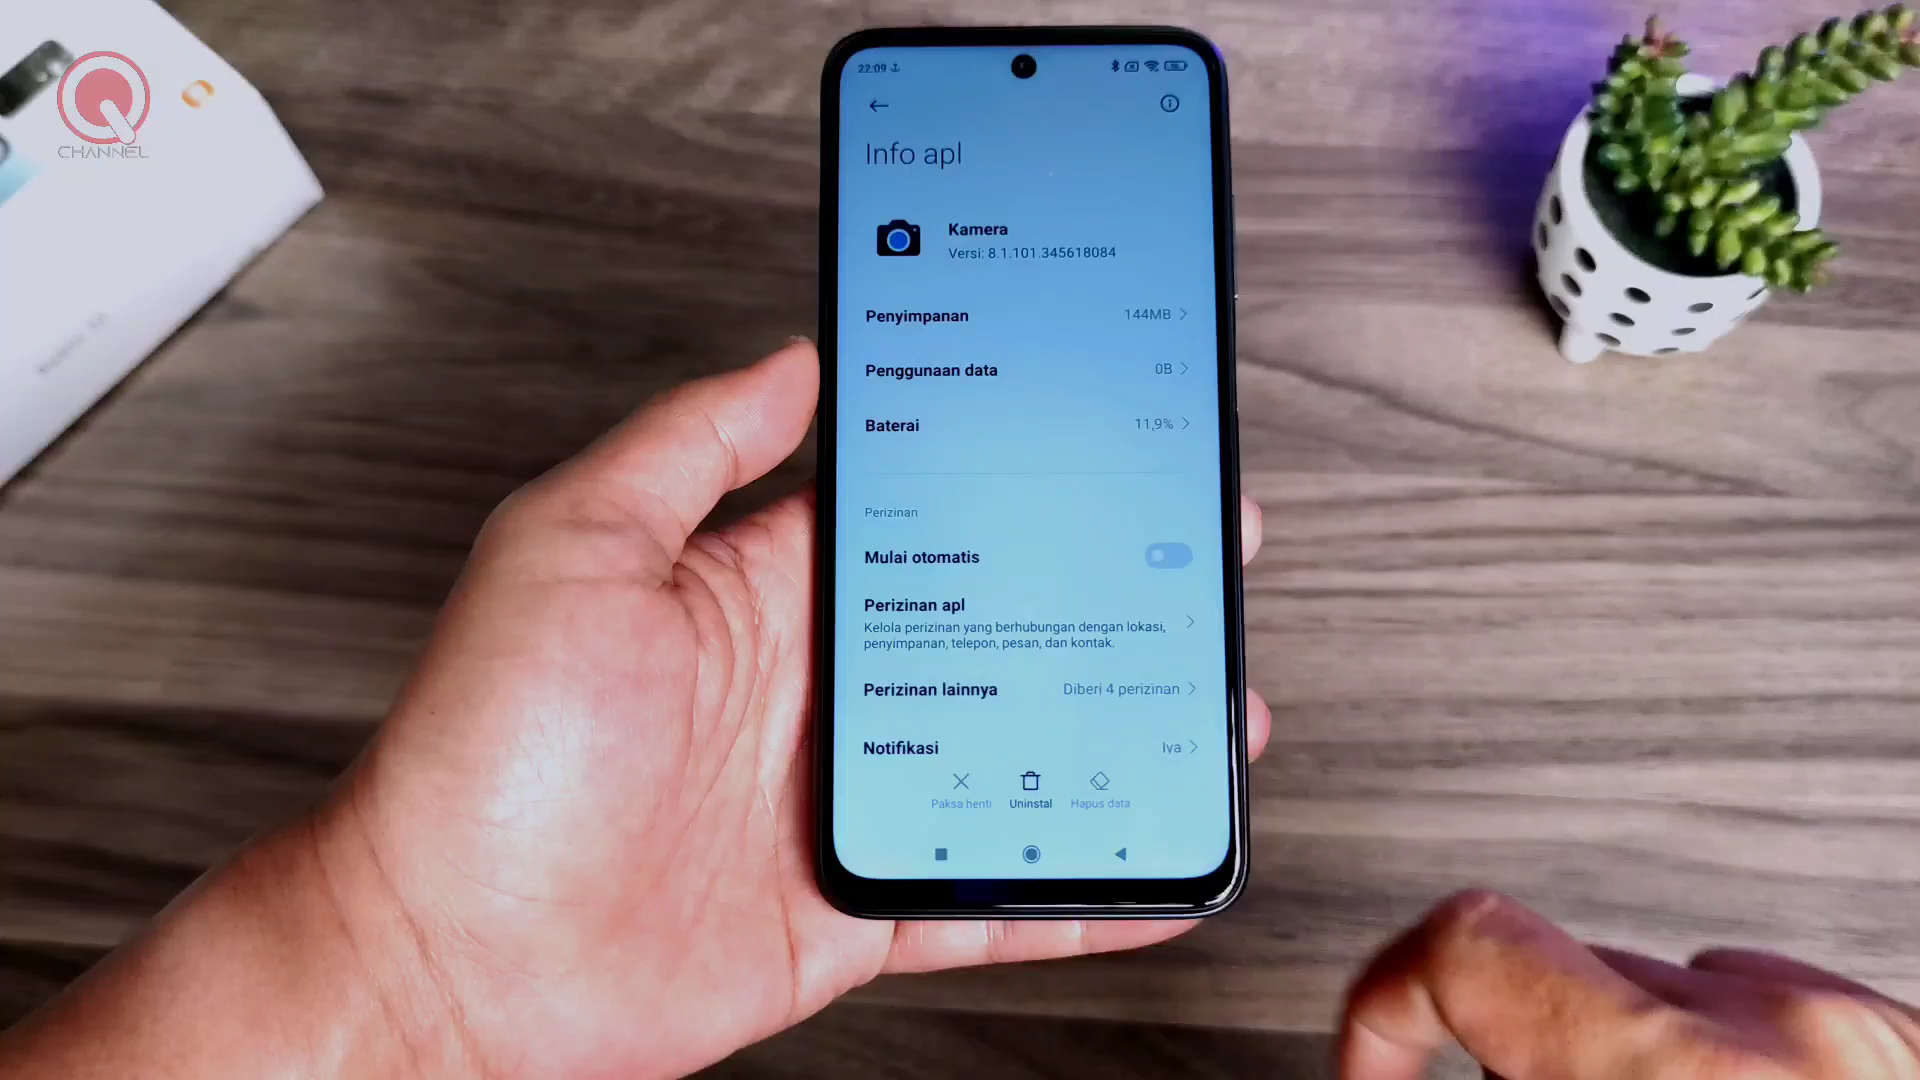 CHANNEL
22:09
Info apl
Kamera
Versi: 8.1.101.345618084
Penyimpanan 144MB
Penggunaan data 0B
Baterai 11,9%
Perizinan
Mulai otomatis
Perizinan apl
Kelola perizinan yang berhubungan dengan lokasi,
penyimpanan, telepon, pesan, dan kontak.
Perizinan lainnya Diberi 4 perizinan
Notifikasi Iya
Paksa henti Uninstal Hapus data